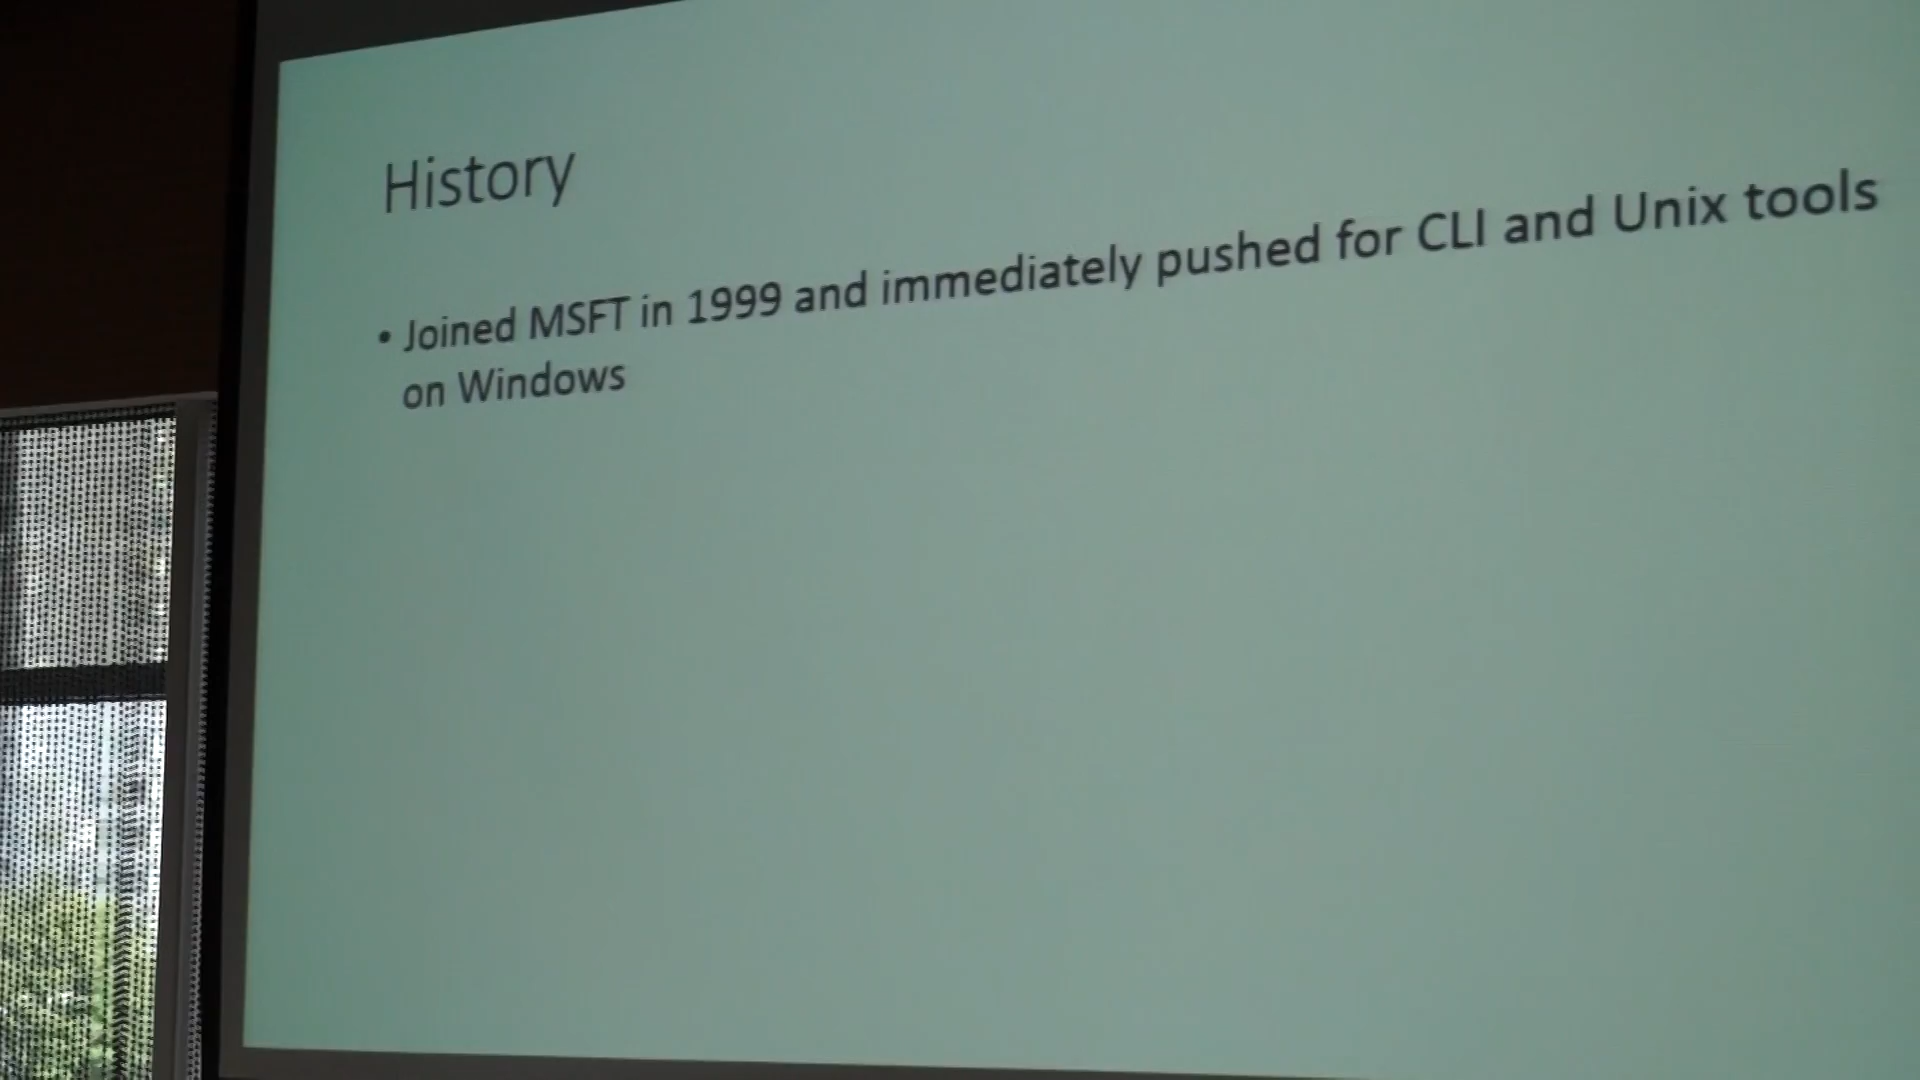 History
• Joined MSFT in 1999 and immediately pushed for CLI and Unix tools
on Windows